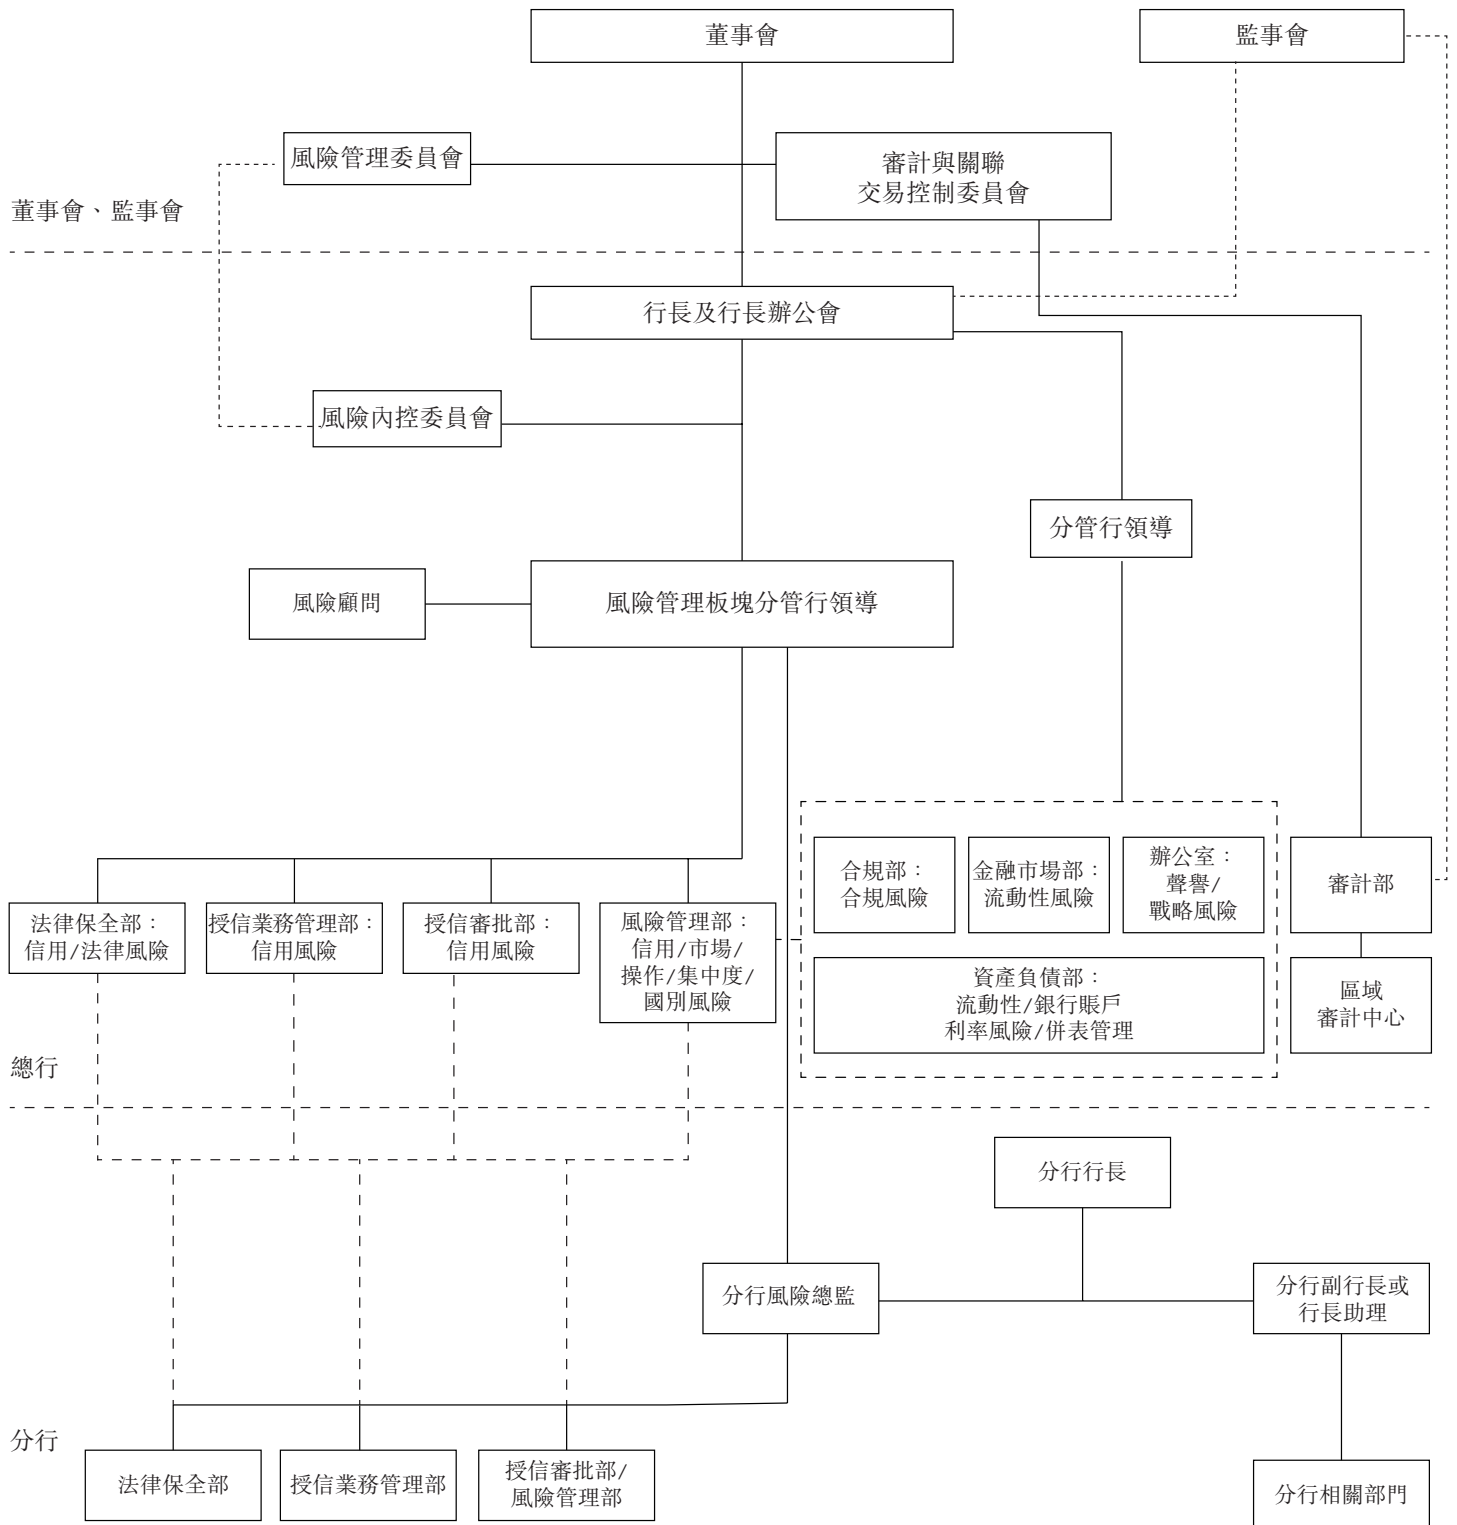 董事會
監事會
風險管理委員會
審計與關聯
交易控制委員會
董事會、監事會
行長及行長辦公會
風險內控委員會
分管行領導
風險顧問
風險管理板塊分管行領導
合規部：
合規風險
金融市場部：
流動性風險
辦公室：
聲譽/
戰略風險
審計部
法律保全部：
信用/法律風險
授信業務管理部：
信用風險
授信審批部：
信用風險
風險管理部：
信用/市場/
操作/集中度/
國別風險
資產負債部：
流動性/銀行賬戶
利率風險/併表管理
區域
審計中心
總行
分行行長
分行風險總監
分行副行長或
行長助理
分行
法律保全部
授信業務管理部
授信審批部/
風險管理部
分行相關部門